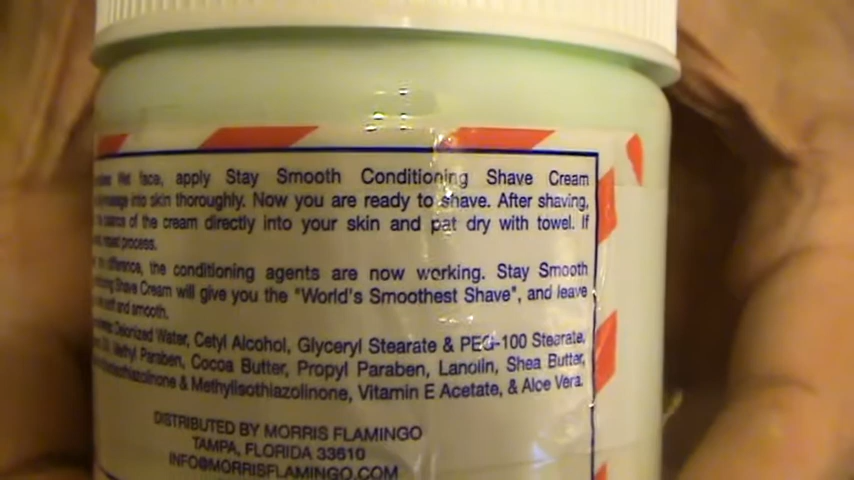 Wet face, apply Stay Smooth Conditioning Shave Cream
into skin thoroughly. Now you are ready to shave. After shaving,
of the cream directly into your skin and pat dry with towel. If
process.
difference, the conditioning agents are now working. Stay Smooth
Shave Cream will give you the "World's Smoothest Shave", and leave
and smooth.
Deionized Water, Cetyl Alcohol, Glyceryl Stearate & PEG-100 Stearate,
Methyl Paraben, Cocoa Butter, Propyl Paraben, Lanolin, Shea Butter,
& Methylisothiazolinone, Vitamin E Acetate, & Aloe Vera.
DISTRIBUTED BY MORRIS FLAMINGO
TAMPA, FLORIDA 33610
INFO@MORRISFLAMINGO.COM